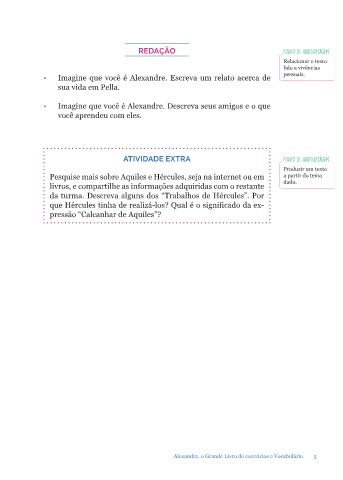 REDAÇÃO
PONTO DE APRENDIZAGEM
Relacionar o texto
lido a vivências
pessoais.
• Imagine que você é Alexandre. Escreva um relato acerca de
sua vida em Pella.
• Imagine que você é Alexandre. Descreva seus amigos e o que
você aprendeu com eles.
ATIVIDADE EXTRA
PONTO DE APRENDIZAGEM
Produzir um texto
a partir do tema
dado.
Pesquise mais sobre Aquiles e Hércules, seja na internet ou em
livros, e compartilhe as informações adquiridas com o restante
da turma. Descreva alguns dos “Trabalhos de Hércules”. Por
que Hércules tinha de realizá-los? Qual é o significado da ex-
pressão “Calcanhar de Aquiles”?
Alexandre, o Grande Livro de exercícios e Vocabulário 3